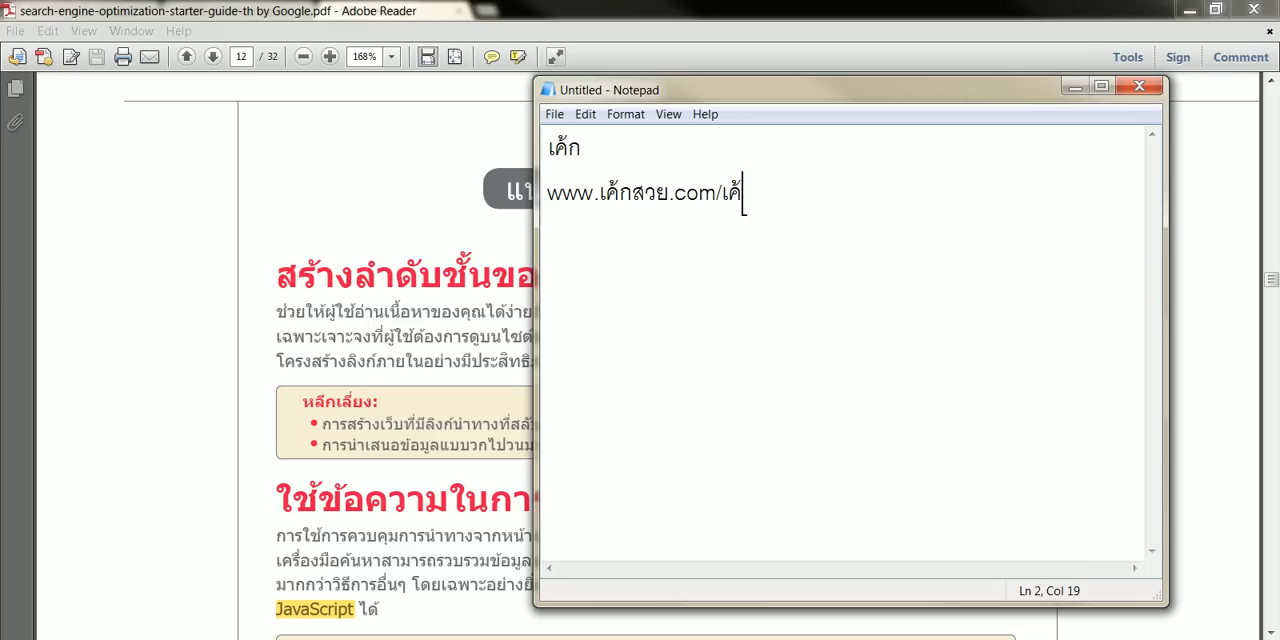 search-engine-optimization-starter-guide-th by Google.pdf - Adobe Reader
File Edit View Window Help
12 / 32 168% Tools Sign Comment
Untitled - Notepad
File Edit Format View Help
เค้ก
www.เค้กสวย.com/เค้
Ln 2, Col 19
สร้างลำดับชั้นขอ
ช่วยให้ผู้ใช้อ่านเนื้อหาของคุณได้ง่าย
เฉพาะเจาะจงที่ผู้ใช้ต้องการดูบนไซต์
โครงสร้างลิงก์ภายในอย่างมีประสิทธิ
หลีกเลี่ยง:
• การสร้างเว็บที่มีลิงก์นำทางที่สลั
• การนำเสนอข้อมูลแบบวกไปวนม
ใช้ข้อความในกา
การใช้การควบคุมการนำทางจากหน้า
เครื่องมือค้นหาสามารถรวบรวมข้อมูล
มากกว่าวิธีการอื่นๆ โดยเฉพาะอย่างยิ่
JavaScript ได้